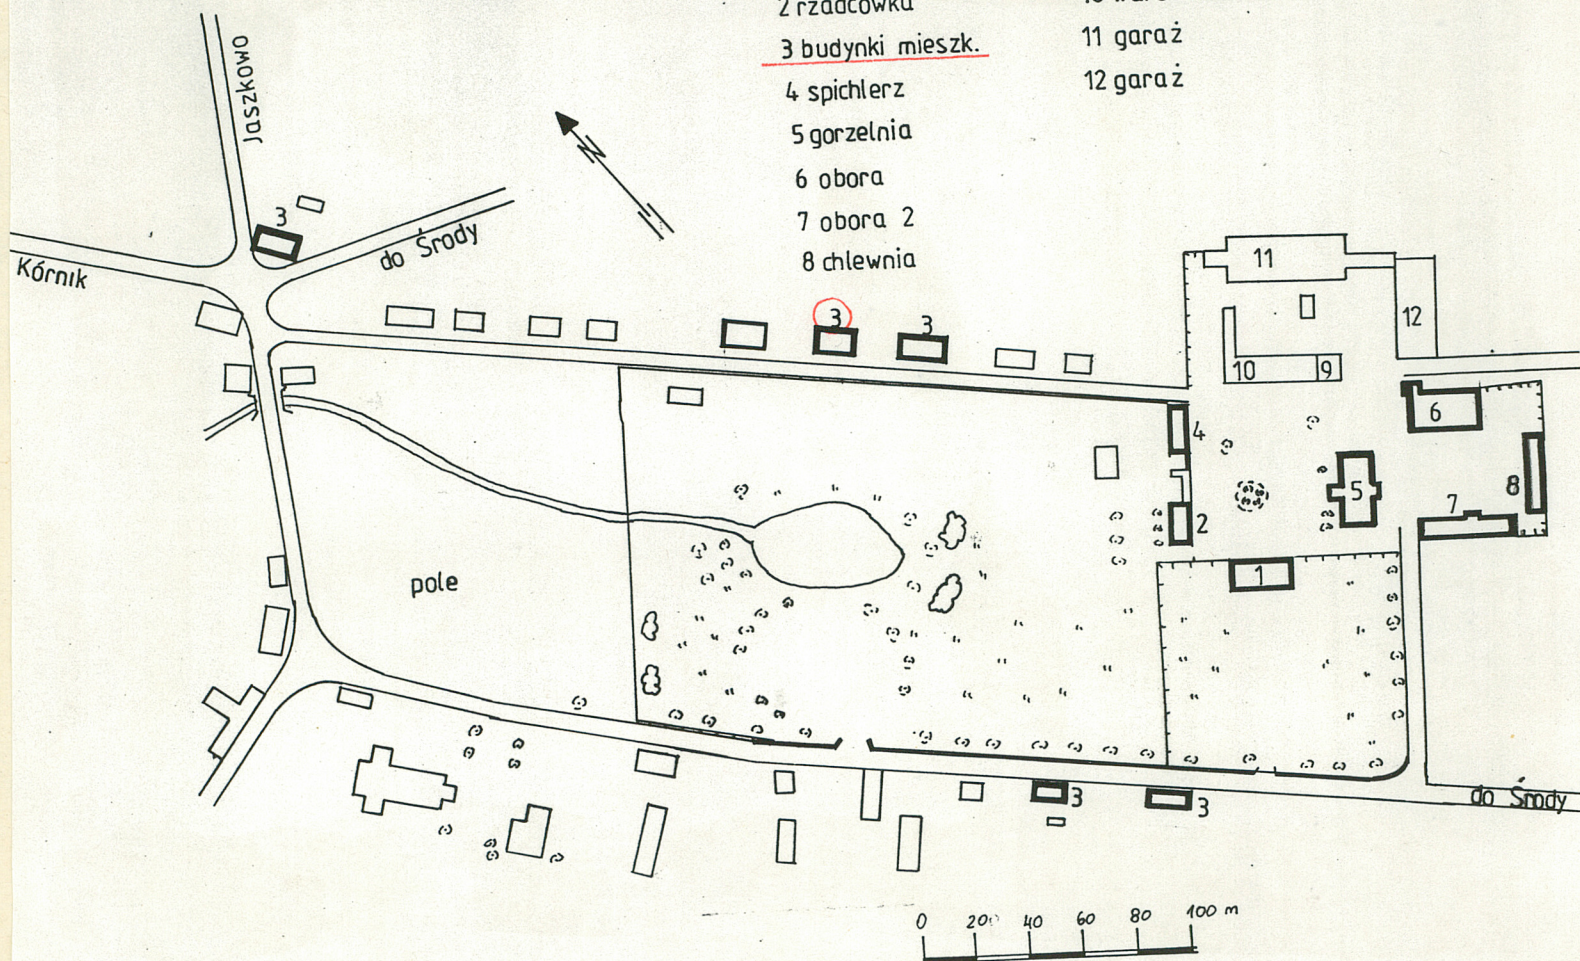 2 rządcówka
3 budynki mieszk.
4 spichlerz
5 gorzelnia
6 obora
7 obora 2
8 chlewnia
11 garaż
12 garaż
Jaszkowo
Kórnik
do Środy
N
3
3
3
11
12
10
9
4
6
5
8
7
2
1
pole
3
3
do Środy
0 20 40 60 80 100 m